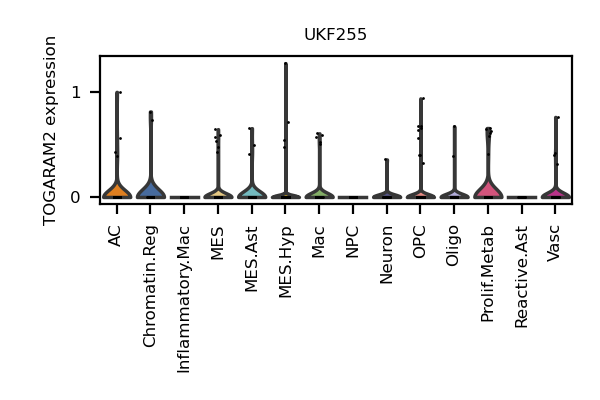 UKF255
TOGARAM2 expression
1
0
AC
Chromatin.Reg
Inflammatory.Mac
MES
MES.Ast
MES.Hyp
Mac
NPC
Neuron
OPC
Oligo
Prolif.Metab
Reactive.Ast
Vasc